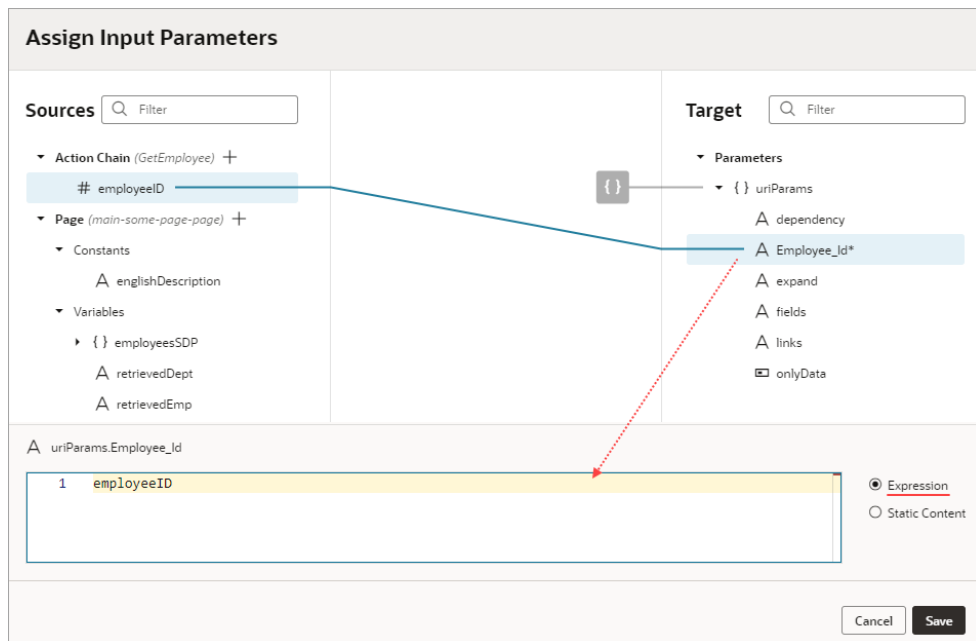 Assign Input Parameters
Sources
Filter
Action Chain (GetEmployee)
# employeeID
Page (main-some-page-page)
Constants
A englishDescription
Variables
{ } employeesSDP
A retrievedDept
A retrievedEmp
{ }
Target
Filter
Parameters
{ } uriParams
A dependency
A Employee_Id*
A expand
A fields
A links
onlyData
A uriParams.Employee_Id
1 employeeID
Expression
Static Content
Cancel
Save